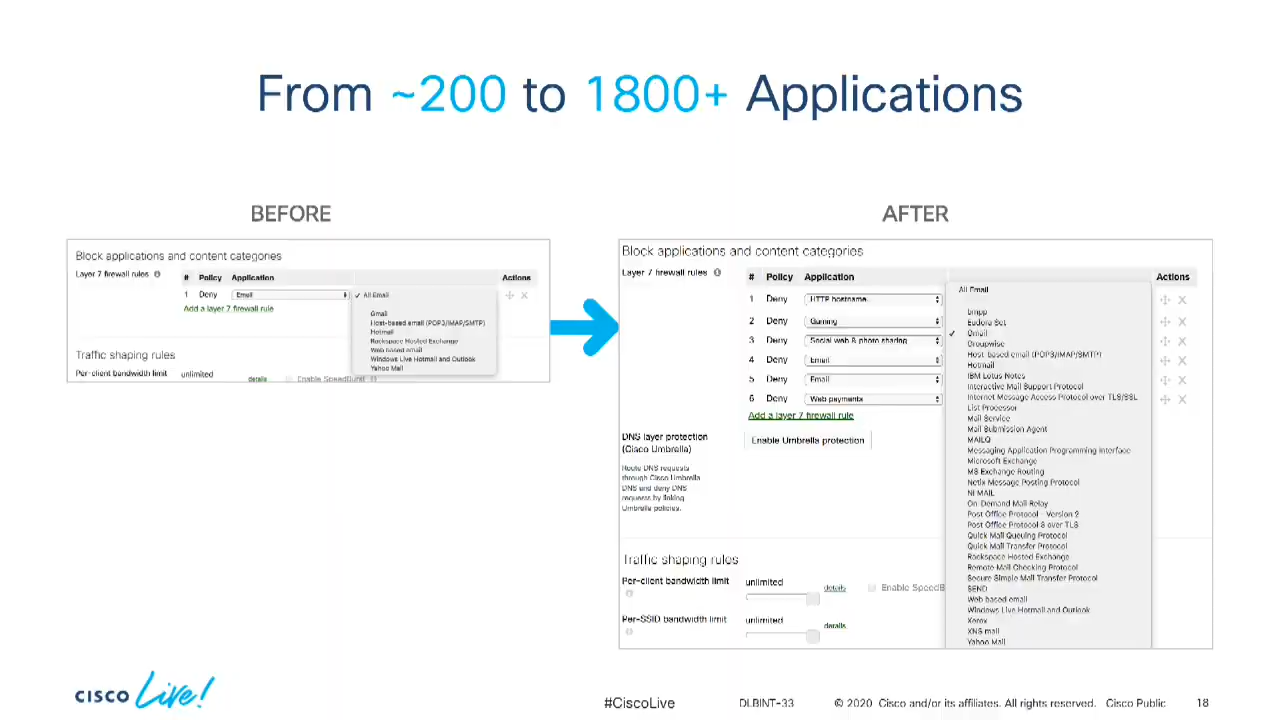 From ~200 to 1800+ Applications
BEFORE
Block applications and content categories
Layer 7 firewall rules
# Policy Application Actions
1 Deny Email
Add a layer 7 firewall rule
✓ All Email
Gmail
Host-based email (POP3/IMAP/SMTP)
Hotmail
Rackspace Hosted Exchange
Web based email
Windows Live Hotmail and Outlook
Yahoo Mail
Traffic shaping rules
Per-client bandwidth limit unlimited details Enable SpeedBurst
AFTER
Block applications and content categories
Layer 7 firewall rules
# Policy Application Actions
1 Deny HTTP hostname
2 Deny Gaming
3 Deny Social web & photo sharing
4 Deny Email
5 Deny Email
6 Deny Web payments
Add a layer 7 firewall rule
All Email
bmpp
Eudora Set
✓ Gmail
Groupwise
Host-based email (POP3/IMAP/SMTP)
Hotmail
IBM Lotus Notes
Interactive Mail Support Protocol
Internet Message Access Protocol over TLS/SSL
List Processor
Mail Service
Mail Submission Agent
MAILQ
Messaging Application Programming Interface
Microsoft Exchange
MS Exchange Routing
Netix Message Posting Protocol
NI MAIL
On-Demand Mail Relay
Post Office Protocol - Version 2
Post Office Protocol 3 over TLS
Quick Mail Queuing Protocol
Quick Mail Transfer Protocol
Rackspace Hosted Exchange
Remote Mail Checking Protocol
Secure Simple Mail Transfer Protocol
SEND
Web based email
Windows Live Hotmail and Outlook
Xerox
XNS mail
Yahoo Mail
DNS layer protection
(Cisco Umbrella)
Enable Umbrella protection
Route DNS requests
through Cisco Umbrella
DNS and deny DNS
requests by linking
Umbrella policies.
Traffic shaping rules
Per-client bandwidth limit unlimited details Enable SpeedB
Per-SSID bandwidth limit unlimited details
CISCO Live!
#CiscoLive DLBINT-33 © 2020 Cisco and/or its affiliates. All rights reserved. Cisco Public 18